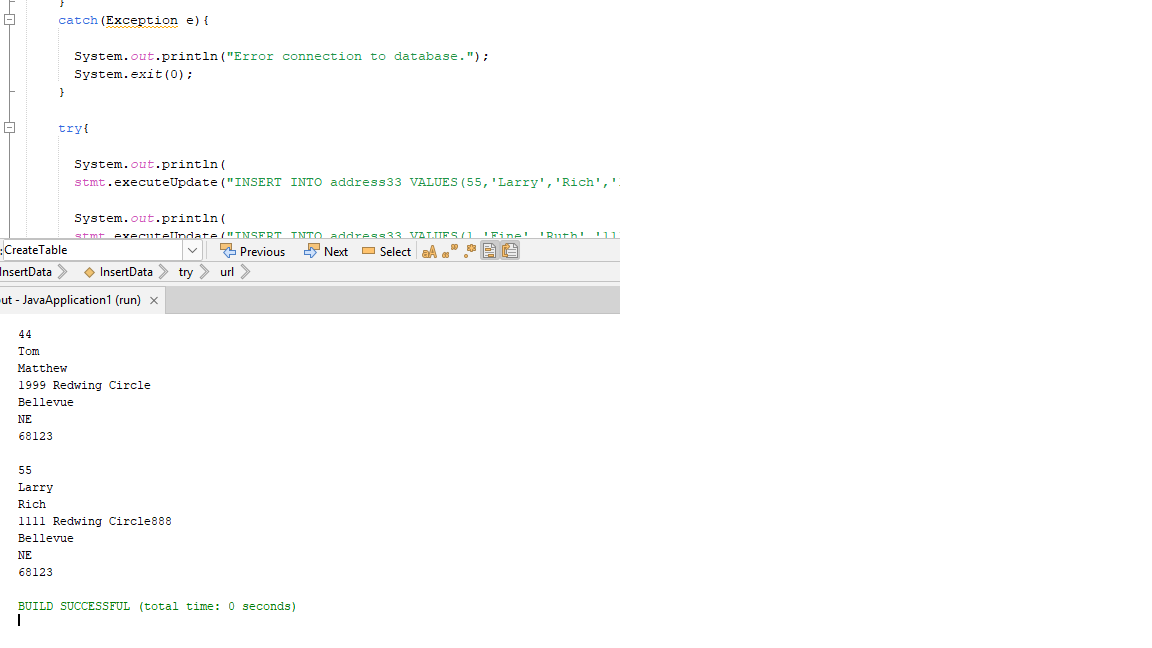 }
catch(Exception e){
System.out.println("Error connection to database.");
System.exit(0);
}
try{
System.out.println(
stmt.executeUpdate("INSERT INTO address33 VALUES(55,'Larry','Rich','
System.out.println(
stmt.executeUpdate("INSERT INTO address33 VALUES(1,'Fine','Ruth','11
:CreateTable Previous Next Select aA
InsertData InsertData try url
ut - JavaApplication1 (run) ×
44
Tom
Matthew
1999 Redwing Circle
Bellevue
NE
68123
55
Larry
Rich
1111 Redwing Circle888
Bellevue
NE
68123
BUILD SUCCESSFUL (total time: 0 seconds)